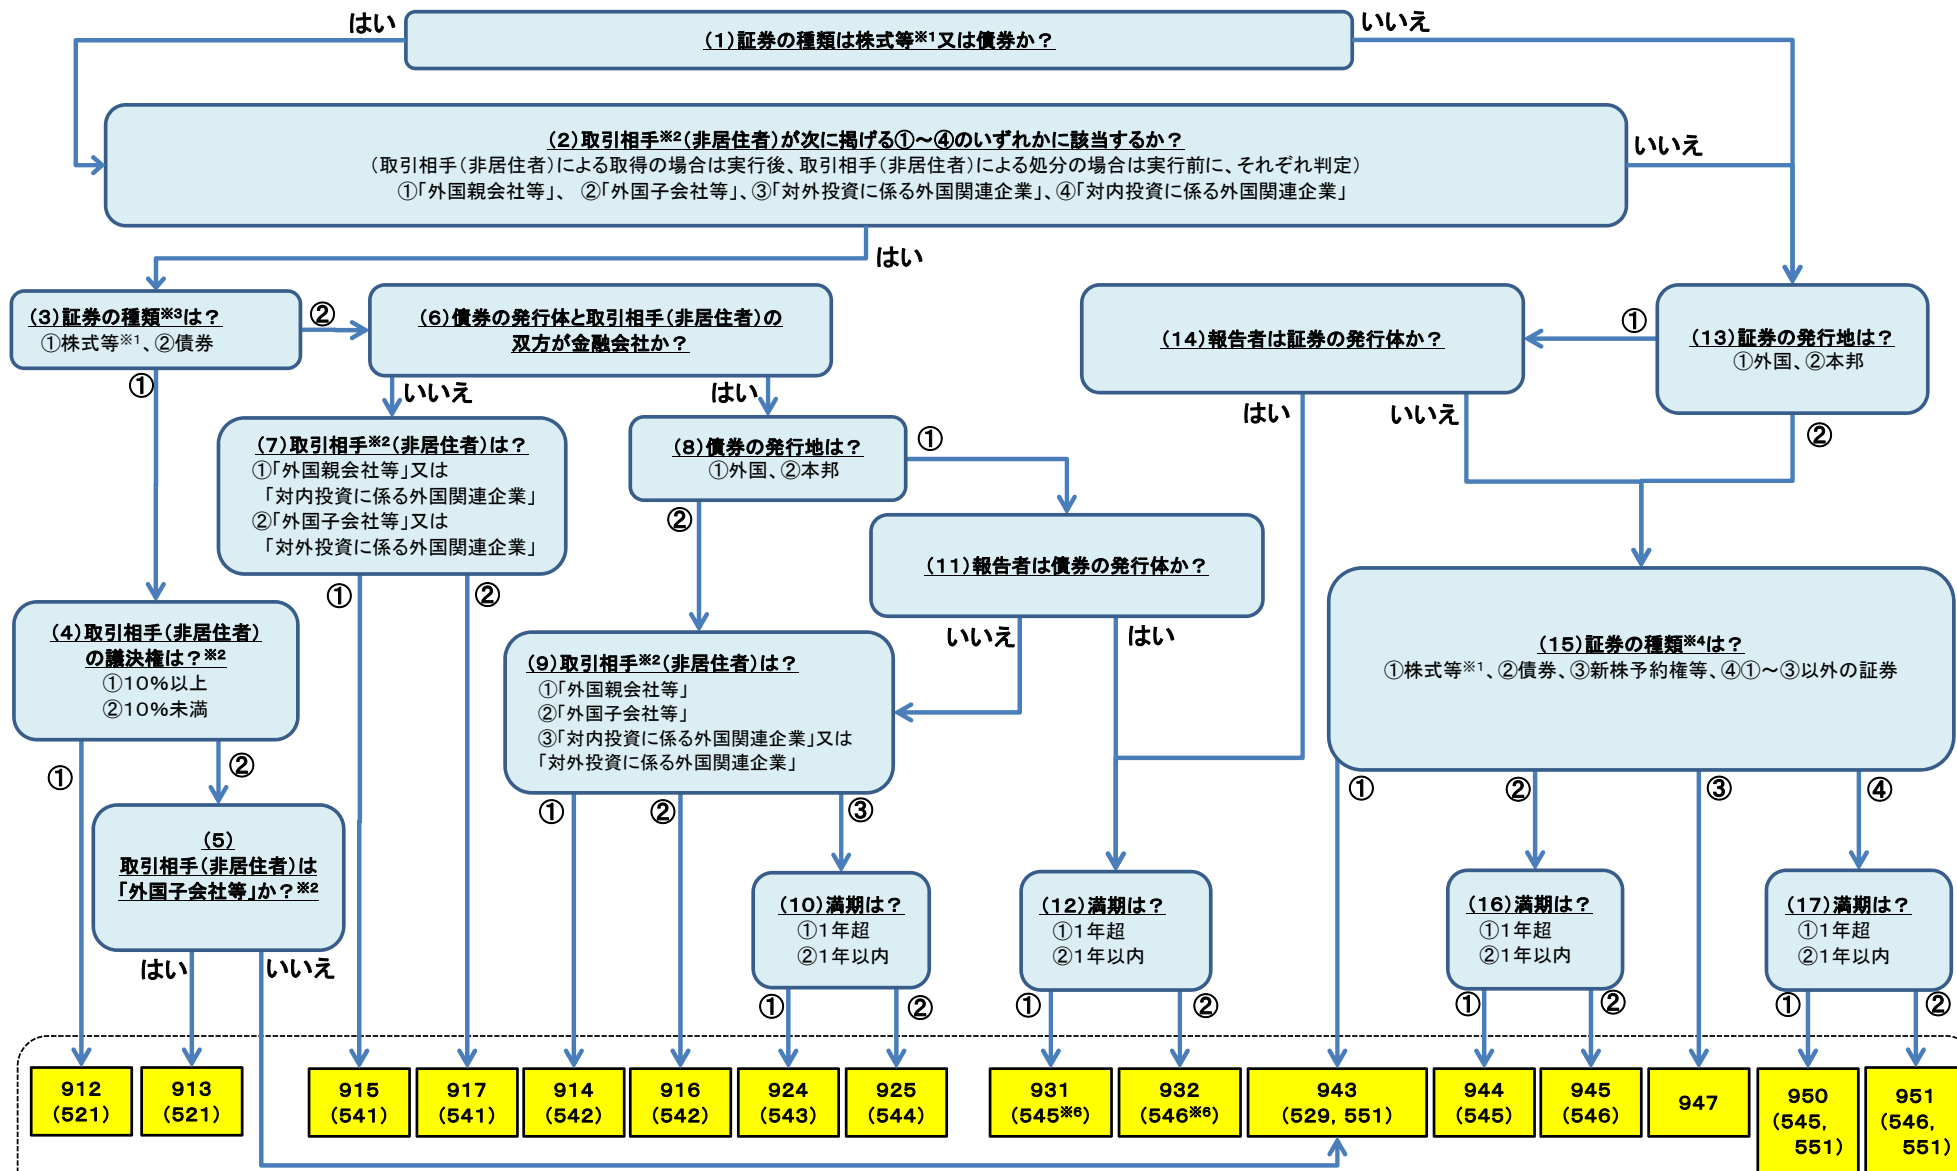 はい
いいえ
(1)証券の種類は株式等※1又は債券か？
(2)取引相手※2(非居住者)が次に掲げる①～④のいずれかに該当するか？
(取引相手(非居住者)による取得の場合は実行後、取引相手(非居住者)による処分の場合は実行前に、それぞれ判定)
①「外国親会社等」、 ②「外国子会社等」、③「対外投資に係る外国関連企業」、④「対内投資に係る外国関連企業」
いいえ
はい
(3)証券の種類※3は？
①株式等※1、②債券
②
①
(6)債券の発行体と取引相手(非居住者)の
双方が金融会社か？
いいえ
はい
(14)報告者は証券の発行体か？
はい
いいえ
①
(13)証券の発行地は？
①外国、②本邦
②
(7)取引相手※2(非居住者)は？
①「外国親会社等」又は
「対内投資に係る外国関連企業」
②「外国子会社等」又は
「対外投資に係る外国関連企業」
①
②
(8)債券の発行地は？
①外国、②本邦
①
②
(11)報告者は債券の発行体か？
いいえ
はい
(4)取引相手(非居住者)
の議決権は？※2
①10％以上
②10％未満
①
②
(9)取引相手※2(非居住者)は？
①「外国親会社等」
②「外国子会社等」
③「対内投資に係る外国関連企業」又は
「対外投資に係る外国関連企業」
①
②
③
(15)証券の種類※4は？
①株式等※1、②債券、③新株予約権等、④①～③以外の証券
①
②
③
④
(5)
取引相手(非居住者)は
「外国子会社等」か？※2
はい
いいえ
(10)満期は？
①1年超
②1年以内
①
②
(12)満期は？
①1年超
②1年以内
①
②
(16)満期は？
①1年超
②1年以内
①
②
(17)満期は？
①1年超
②1年以内
①
②
912
(521)
913
(521)
915
(541)
917
(541)
914
(542)
916
(542)
924
(543)
925
(544)
931
(545※6)
932
(546※6)
943
(529, 551)
944
(545)
945
(546)
947
950
(545,
551)
951
(546,
551)